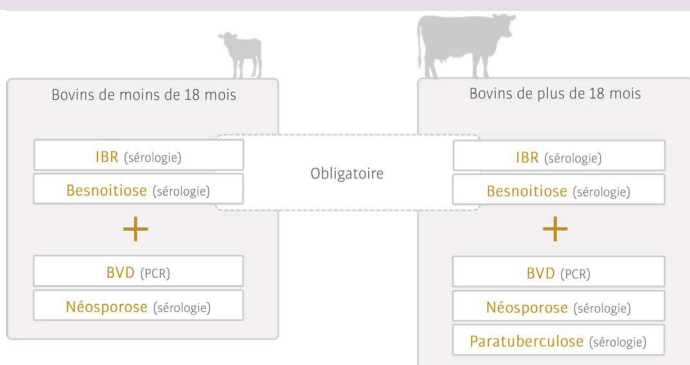 Bovins de moins de 18 mois
IBR (sérologie)
Besnoitiose (sérologie)
+
BVD (PCR)
Néosporose (sérologie)
Obligatoire
Bovins de plus de 18 mois
IBR (sérologie)
Besnoitiose (sérologie)
+
BVD (PCR)
Néosporose (sérologie)
Paratuberculose (sérologie)